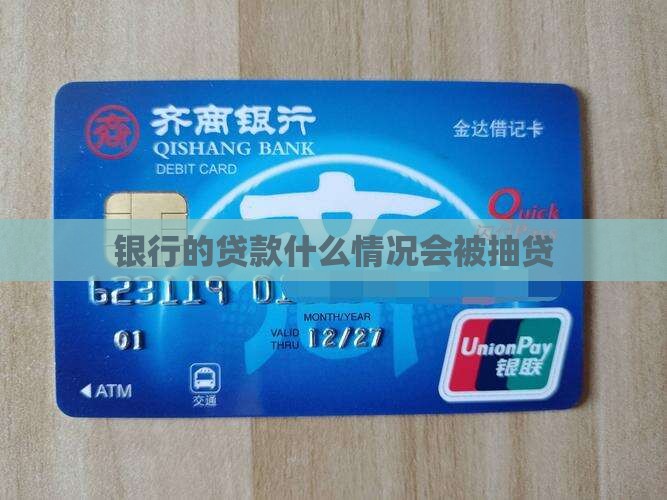 齐商银行
QISHANG BANK
DEBIT CARD
金达借记卡
Quick
银行的贷款什么情况会被抽贷
623119 01
MONTH/YEAR
01
VALID THRU 12/27
UnionPay
银联
ATM
交通